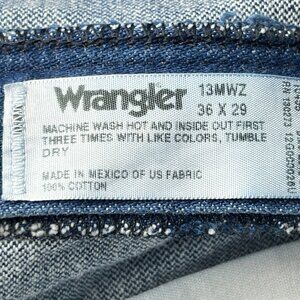 Wrangler
13MWZ
36 X 29
MACHINE WASH HOT AND INSIDE OUT FIRST
THREE TIMES WITH LIKE COLORS, TUMBLE
DRY
MADE IN MEXICO OF US FABRIC
100% COTTON